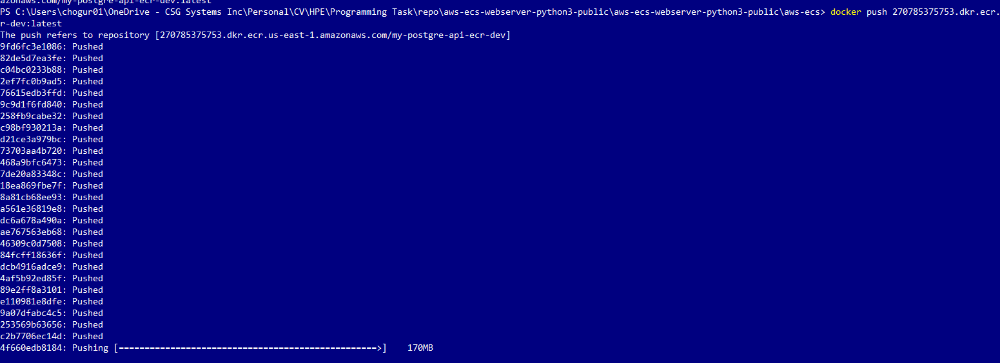 azonaws.com/my-postgre-api-ecr-dev:latest
PS C:\Users\chogur01\OneDrive - CSG Systems Inc\Personal\CV\HPE\Programming Task\repo\aws-ecs-webserver-python3-public\aws-ecs-webserver-python3-public\aws-ecs> docker push 270785375753.dkr.ecr.
r-dev:latest
The push refers to repository [270785375753.dkr.ecr.us-east-1.amazonaws.com/my-postgre-api-ecr-dev]
9fd6fc3e1086: Pushed
82de5d7ea3fe: Pushed
c04bc0233b88: Pushed
2ef7fc0b9ad5: Pushed
76615edb3ffd: Pushed
9c9d1f6fd840: Pushed
258fb9cabe32: Pushed
c98bf930213a: Pushed
d21ce3a979bc: Pushed
73703aa4b720: Pushed
468a9bfc6473: Pushed
7de20a83348c: Pushed
18ea869fbe7f: Pushed
8a81cb68ee93: Pushed
a561e36819e8: Pushed
dc6a678a490a: Pushed
ae767563eb68: Pushed
46309c0d7508: Pushed
84fcff18636f: Pushed
dcb4916adce9: Pushed
4af5b92ed85f: Pushed
89e2ff8a3101: Pushed
e110981e8dfe: Pushed
9a07dfabc4c5: Pushed
253569b63656: Pushed
c2b7706ec14d: Pushed
4f660edb8184: Pushing [==================================================>] 170MB